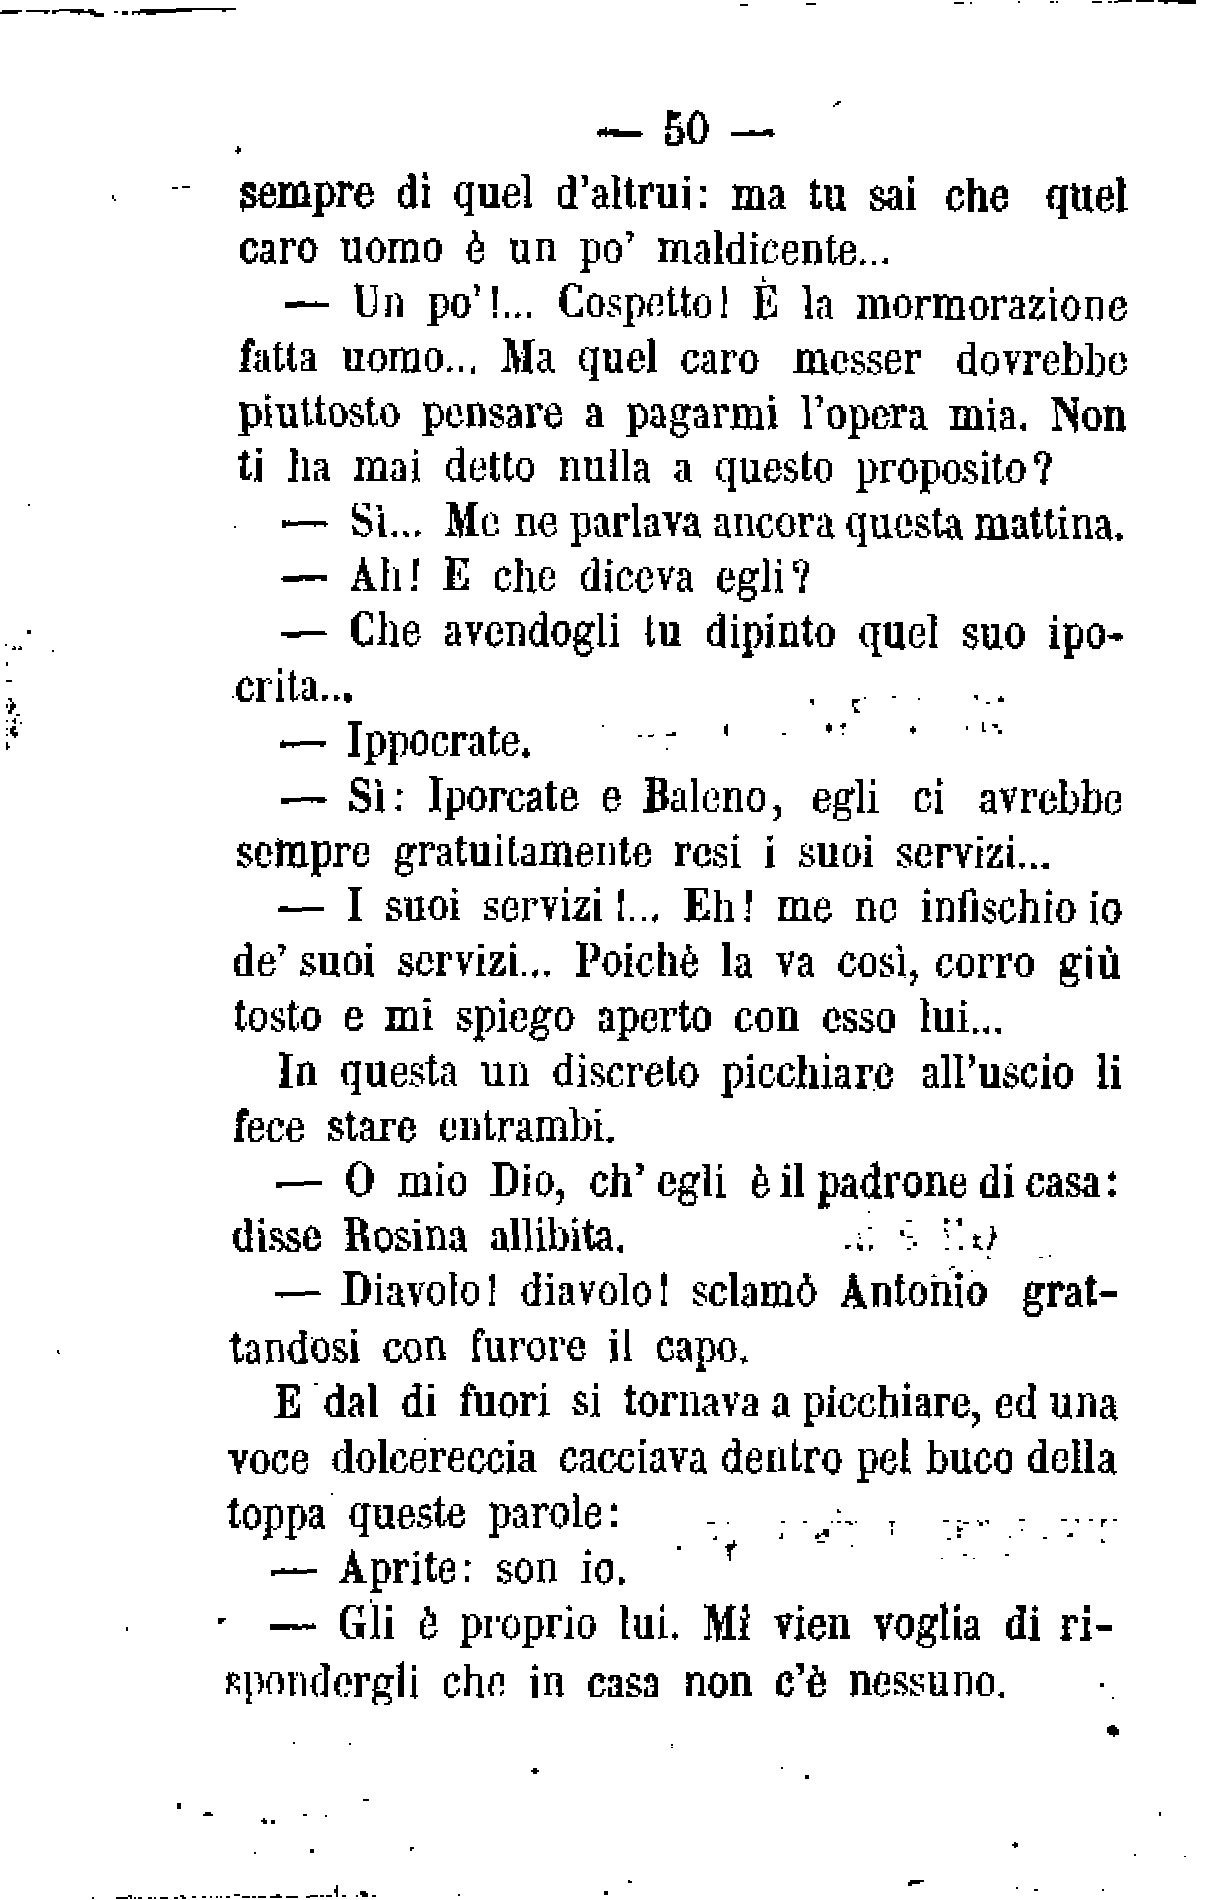 — 50 —
sempre di quel d'altrui: ma tu sai che quel
caro uomo è un po' maldicente...
— Un po'!... Cospetto! È la mormorazione
fatta uomo... Ma quel caro messer dovrebbe
piuttosto pensare a pagarmi l'opera mia. Non
ti ha mai detto nulla a questo proposito?
— Sì... Me ne parlava ancora questa mattina.
— Ah! E che diceva egli?
— Che avendogli tu dipinto quel suo ipo-
crita...
— Ippocrate.
— Sì: Iporcate e Baleno, egli ci avrebbe
sempre gratuitamente resi i suoi servizi...
— I suoi servizi!... Eh! me ne infischio io
de' suoi servizi... Poichè la va così, corro giù
tosto e mi spiego aperto con esso lui...
In questa un discreto picchiare all'uscio li
fece stare entrambi.
— O mio Dio, ch' egli è il padrone di casa:
disse Rosina allibita.
— Diavolo! diavolo! sclamò Antonio grat-
tandosi con furore il capo.
E dal di fuori si tornava a picchiare, ed una
voce dolcereccia cacciava dentro pel buco della
toppa queste parole:
— Aprite: son io.
— Gli è proprio lui. Mi vien voglia di ri-
spondergli che in casa non c'è nessuno.